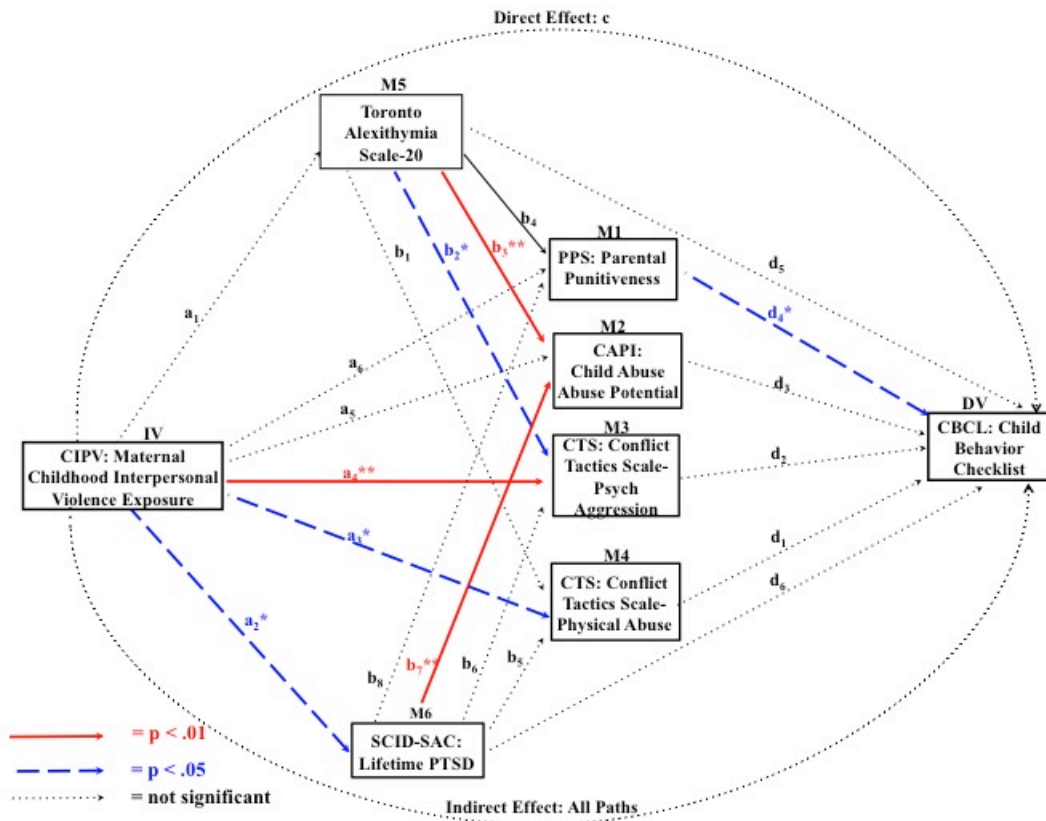 Direct Effect: c
M5
Toronto
Alexithymia
Scale-20
b₄
M1
b₃**
b₂*
b₁
PPS: Parental
Punitiveness
d₅
a₁
d₄*
M2
CAPI:
Child Abuse
Abuse Potential
a₆
d₃
a₅
DV
CBCL: Child
Behavior
Checklist
M3
IV
CIPV: Maternal
Childhood Interpersonal
Violence Exposure
CTS: Conflict
Tactics Scale-
Psych
Aggression
d₂
a₄**
a₃*
M4
d₁
CTS: Conflict
Tactics Scale-
Physical Abuse
d₆
a₂*
b₈
b₇**
b₆
b₅
M6
SCID-SAC:
Lifetime PTSD
= p < .01
= p < .05
= not significant
Indirect Effect: All Paths